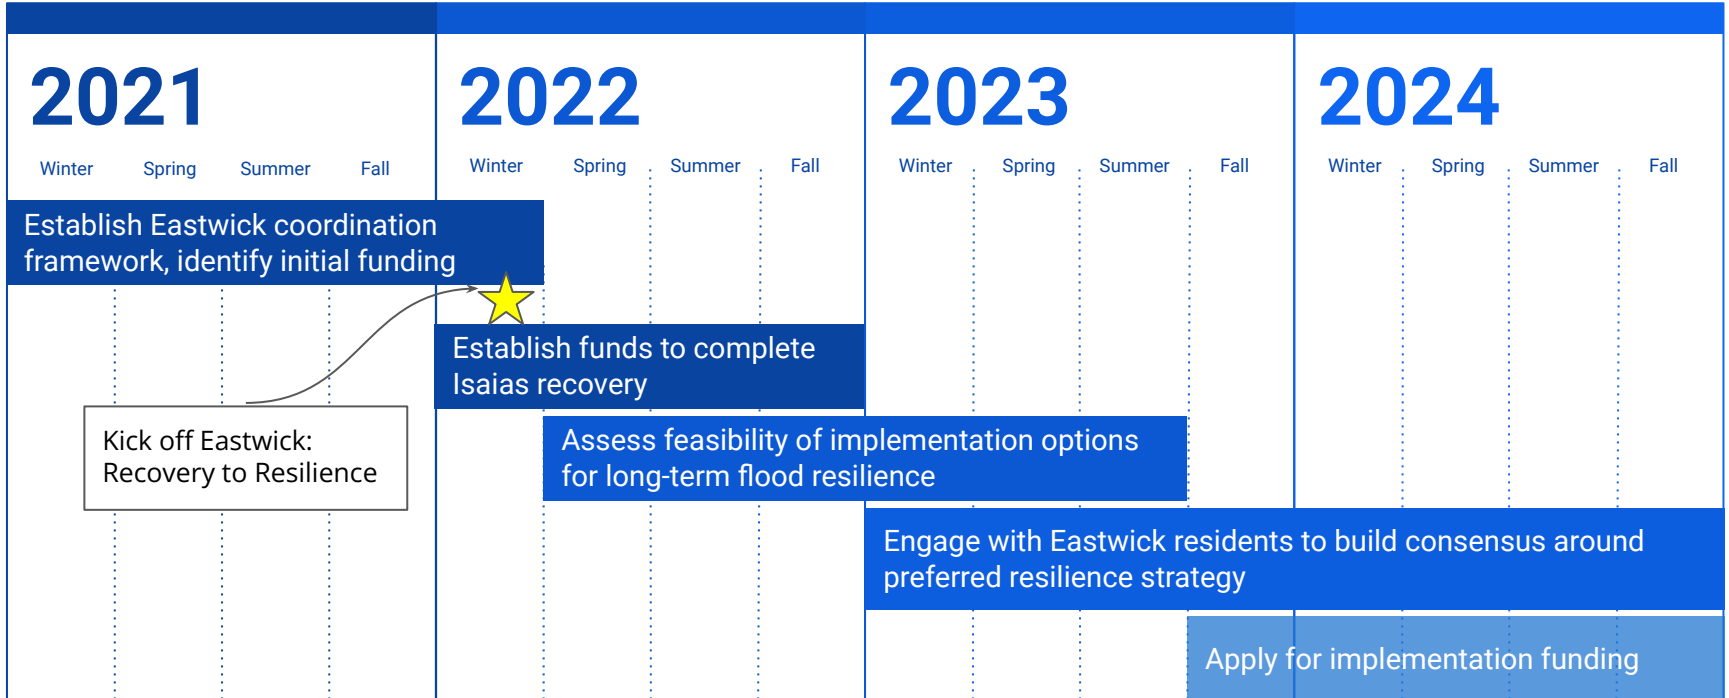 2021
2022
2023
2024
Winter Spring Summer Fall
Winter Spring Summer Fall
Winter Spring Summer Fall
Winter Spring Summer Fall
Establish Eastwick coordination
framework, identify initial funding
Establish funds to complete
Isaias recovery
Kick off Eastwick:
Recovery to Resilience
Assess feasibility of implementation options
for long-term flood resilience
Engage with Eastwick residents to build consensus around
preferred resilience strategy
Apply for implementation funding